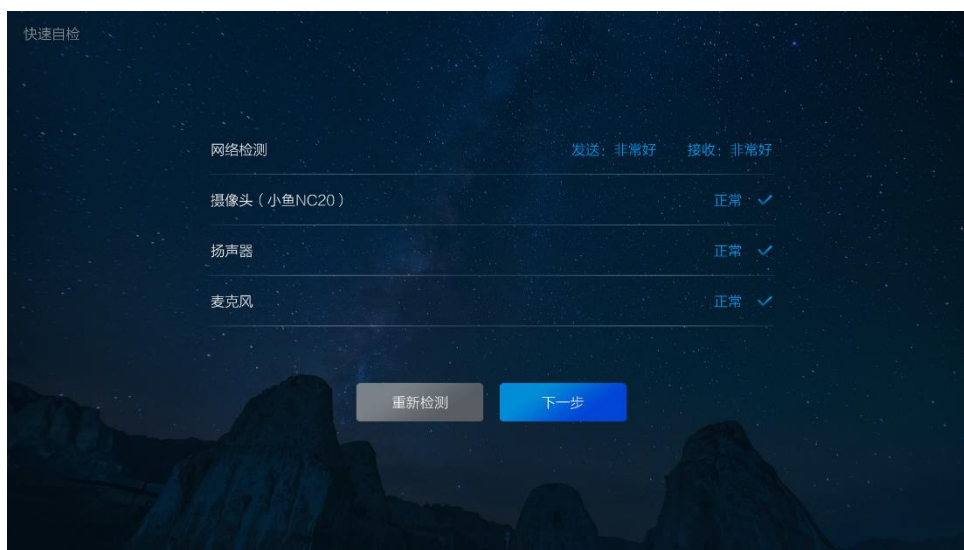 快速自检
网络检测 发送：非常好 接收：非常好
摄像头（小鱼NC20） 正常
扬声器 正常
麦克风 正常
重新检测 下一步